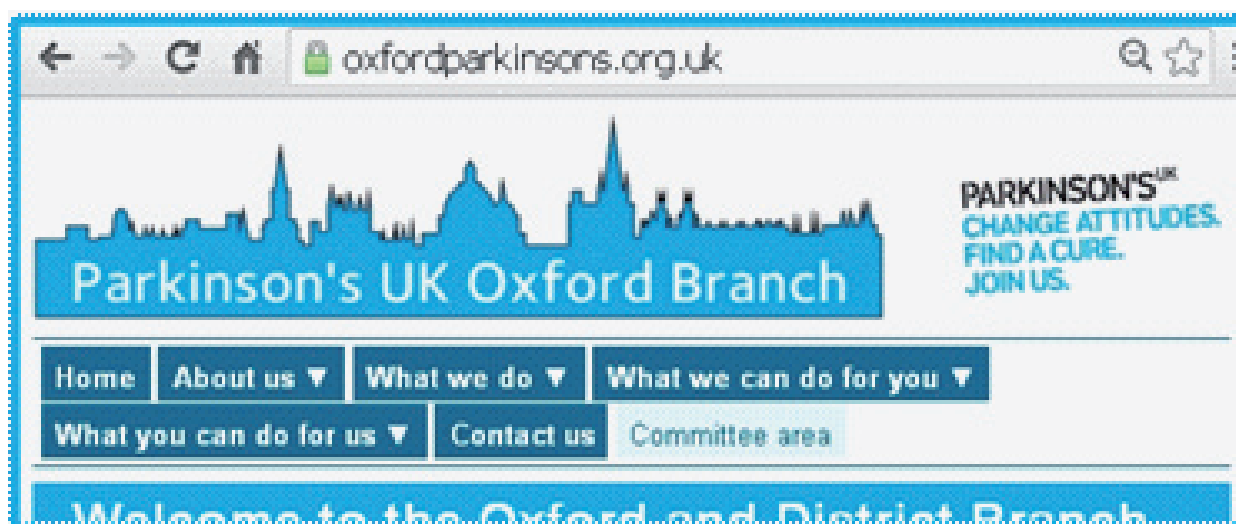 oxfordparkinsons.org.uk
Parkinson's UK Oxford Branch
PARKINSON'S UK
CHANGE ATTITUDES.
FIND A CURE.
JOIN US.
Home About us ▼ What we do ▼ What we can do for you ▼
What you can do for us ▼ Contact us Committee area
Welcome to the Oxford and District Branch